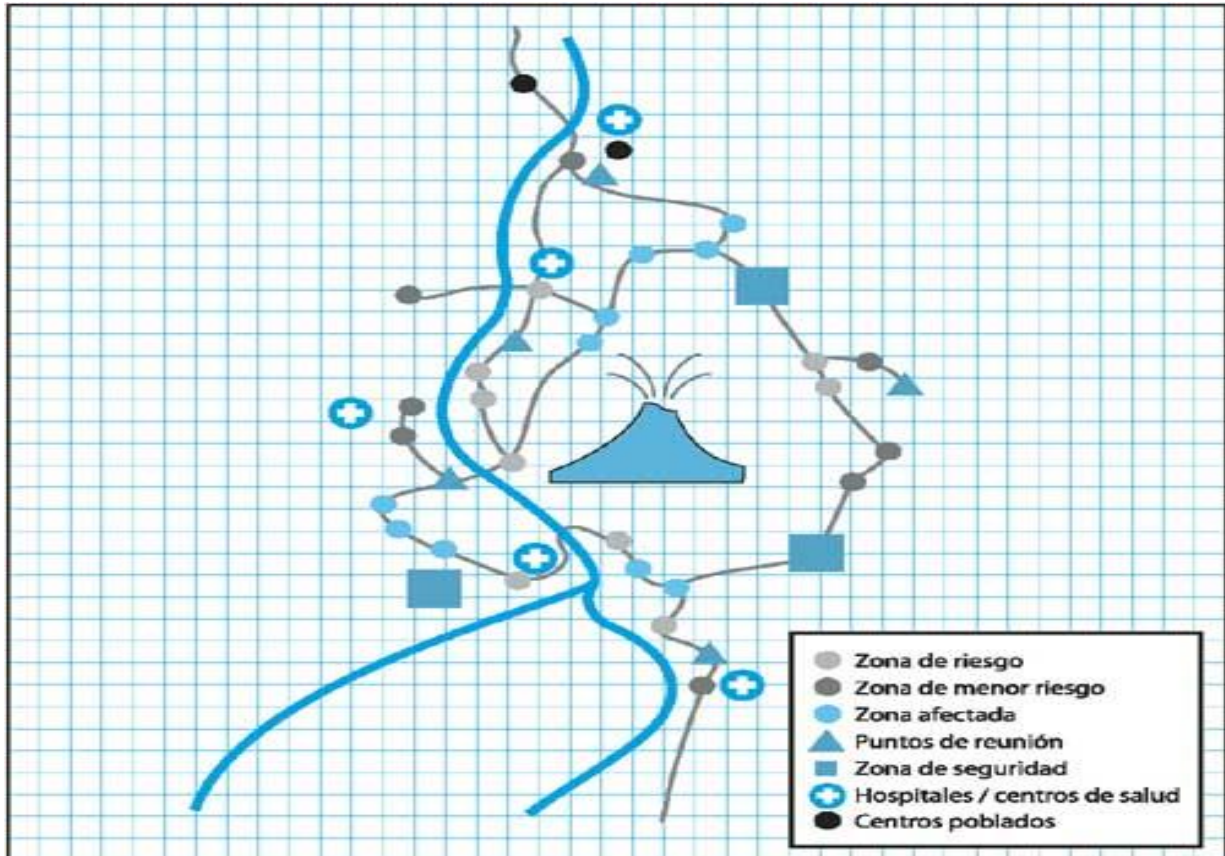 Zona de riesgo
Zona de menor riesgo
Zona afectada
Puntos de reunión
Zona de seguridad
Hospitales / centros de salud
Centros poblados